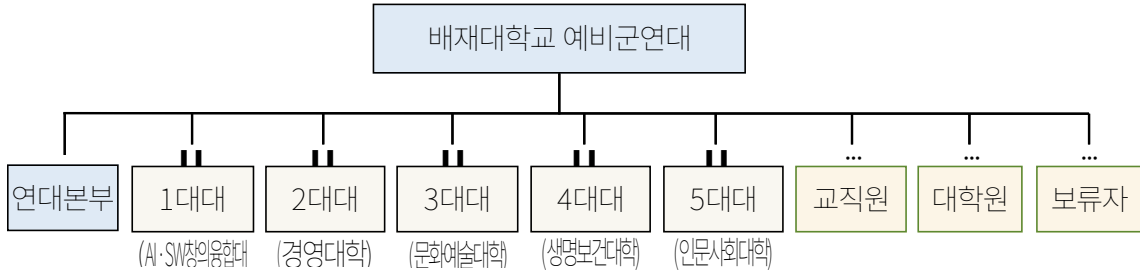 배재대학교 예비군연대
연대본부 1대대 2대대 3대대 4대대 5대대 교직원 대학원 보류자
(AI·SW창의융합대 (경영대학) (문화예술대학) (생명보건대학) (인문사회대학)